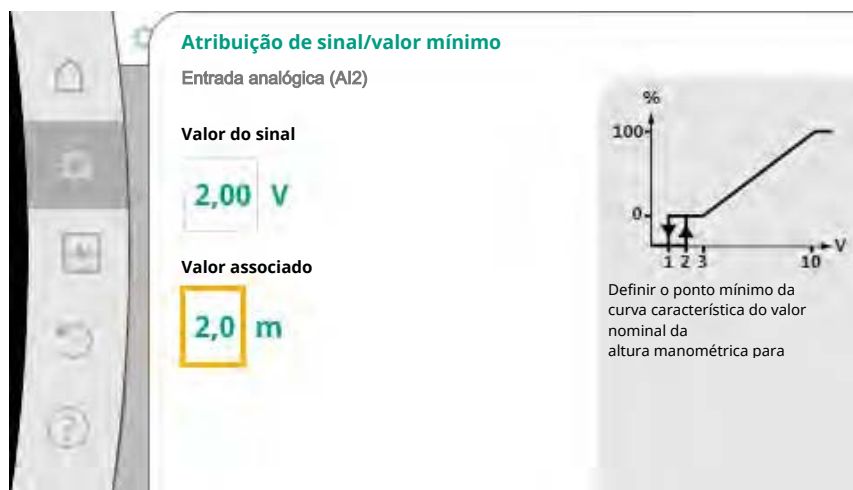 Atribuição de sinal/valor mínimo
Entrada analógica (AI2)
Valor do sinal
2,00 V
Valor associado
2,0 m
%
100
0
1 2 3 10 V
Definir o ponto mínimo da
curva característica do valor
nominal da
altura manométrica para
?